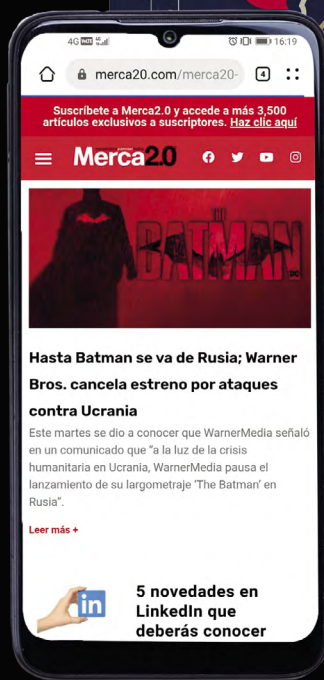 4G 16:19
merca20.com/merca20- 4
Suscríbete a Merca2.0 y accede a más 3,500
artículos exclusivos a suscriptores. Haz clic aquí
Merca2.0
THE
BATMAN
DC
Hasta Batman se va de Rusia; Warner
Bros. cancela estreno por ataques
contra Ucrania
Este martes se dio a conocer que WarnerMedia señaló
en un comunicado que “a la luz de la crisis
humanitaria en Ucrania, WarnerMedia pausa el
lanzamiento de su largometraje ‘The Batman’ en
Rusia”.
Leer más +
in
5 novedades en
LinkedIn que
deberás conocer